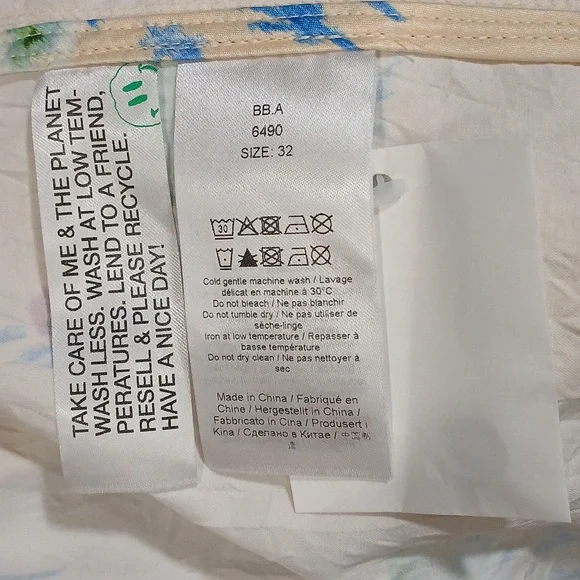 TAKE CARE OF ME & THE PLANET
WASH LESS. WASH AT LOW TEM-
PERATURES. LEND TO A FRIEND,
RESELL & PLEASE RECYCLE.
HAVE A NICE DAY!
BB.A
6490
SIZE: 32
30
Cold gentle machine wash / Lavage
délicat en machine à 30°C
Do not bleach / Ne pas blanchir
Do not tumble dry / Ne pas utiliser de
sèche-linge
Iron at low temperature / Repasser à
basse température
Do not dry clean / Ne pas nettoyer à
sec
Made in China / Fabriqué en
Chine / Hergestellt in China /
Fabbricato in Cina / Produsert i
Kina / Сделано в Китае / 中国制
造